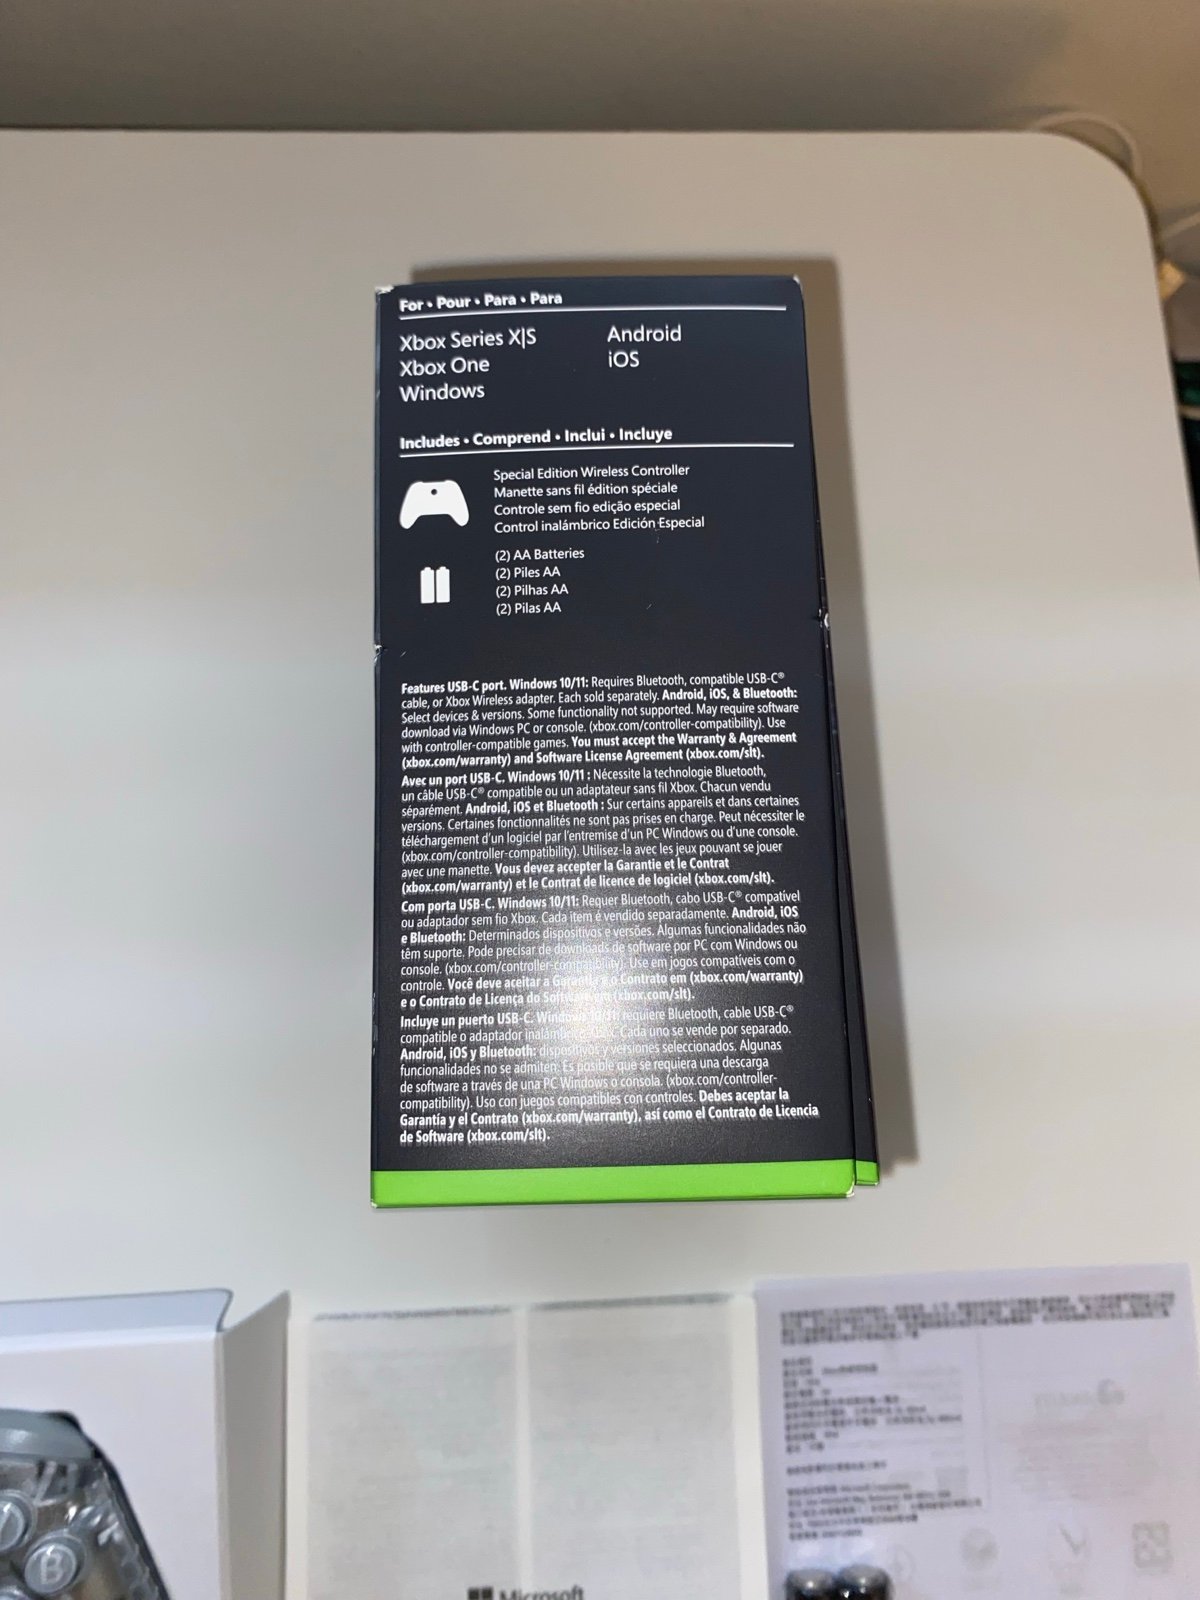 For • Pour • Para • Para
Xbox Series X|S
Xbox One
Windows
Android
iOS
Includes • Comprend • Inclui • Incluye
Special Edition Wireless Controller
Manette sans fil édition spéciale
Controle sem fio edição especial
Control inalámbrico Edición Especial
(2) AA Batteries
(2) Piles AA
(2) Pilhas AA
(2) Pilas AA
Features USB-C port. Windows 10/11: Requires Bluetooth, compatible USB-C®
cable, or Xbox Wireless adapter. Each sold separately. Android, iOS, & Bluetooth:
Select devices & versions. Some functionality not supported. May require software
download via Windows PC or console. (xbox.com/controller-compatibility). Use
with controller-compatible games. You must accept the Warranty & Agreement
(xbox.com/warranty) and Software License Agreement (xbox.com/slt).
Avec un port USB-C. Windows 10/11 : Nécessite la technologie Bluetooth,
un câble USB-C® compatible ou un adaptateur sans fil Xbox. Chacun vendu
séparément. Android, iOS et Bluetooth : Sur certains appareils et dans certaines
versions. Certaines fonctionnalités ne sont pas prises en charge. Peut nécessiter le
téléchargement d'un logiciel par l'entremise d'un PC Windows ou d'une console.
(xbox.com/controller-compatibility). Utilisez-la avec les jeux pouvant se jouer
avec une manette. Vous devez accepter la Garantie et le Contrat
(xbox.com/warranty) et le Contrat de licence de logiciel (xbox.com/slt).
Com porta USB-C. Windows 10/11: Requer Bluetooth, cabo USB-C® compatível
ou adaptador sem fio Xbox. Cada item é vendido separadamente. Android, iOS
e Bluetooth: Determinados dispositivos e versões. Algumas funcionalidades não
têm suporte. Pode precisar de downloads de software por PC com Windows ou
console. (xbox.com/controller-compatibility). Use em jogos compatíveis com o
controle. Você deve aceitar a Garantia e o Contrato em (xbox.com/warranty)
e o Contrato de Licença do Software em (xbox.com/slt).
Incluye un puerto USB-C. Windows 10/11: requiere Bluetooth, cable USB-C®
compatible o adaptador Cada uno se vende por separado.
Android, iOS y Bluetooth: dispositivos y versiones seleccionados. Algunas
funcionalidades no se admiten. Es posible que se requiera una descarga
de software a través de una PC Windows o consola. (xbox.com/controller-
compatibility). Uso con juegos compatibles con controles. Debes aceptar la
Garantía y el Contrato (xbox.com/warranty), así como el Contrato de Licencia
de Software (xbox.com/slt).
B
Microsoft